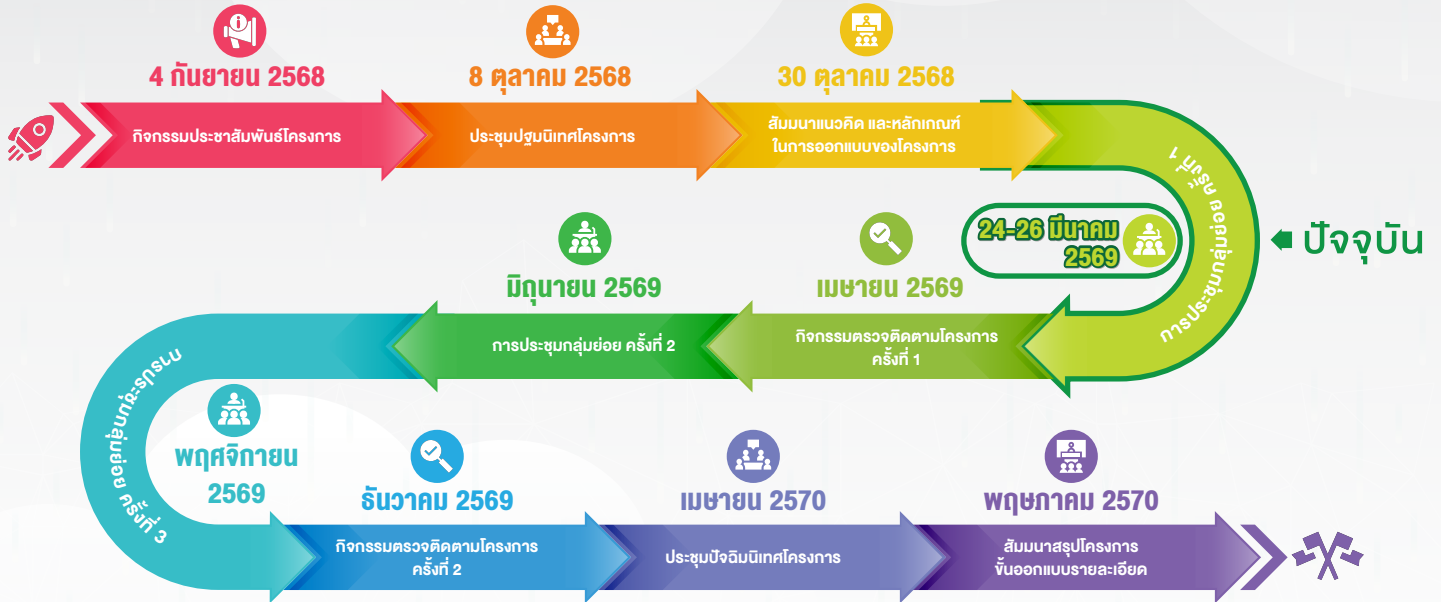 4 กันยายน 2568
กิจกรรมประชาสัมพันธ์โครงการ
8 ตุลาคม 2568
ประชุมปฐมนิเทศโครงการ
30 ตุลาคม 2568
สัมมนาแนวคิด และหลักเกณฑ์
ในการออกแบบของโครงการ
การประชุมกลุ่มย่อย ครั้งที่ 1
24-26 มีนาคม
2569
ปัจจุบัน
เมษายน 2569
กิจกรรมตรวจติดตามโครงการ
ครั้งที่ 1
มิถุนายน 2569
การประชุมกลุ่มย่อย ครั้งที่ 2
การประชุมกลุ่มย่อย ครั้งที่ 3
พฤศจิกายน
2569
ธันวาคม 2569
กิจกรรมตรวจติดตามโครงการ
ครั้งที่ 2
เมษายน 2570
ประชุมปัจฉิมนิเทศโครงการ
พฤษภาคม 2570
สัมมนาสรุปโครงการ
ขั้นออกแบบรายละเอียด